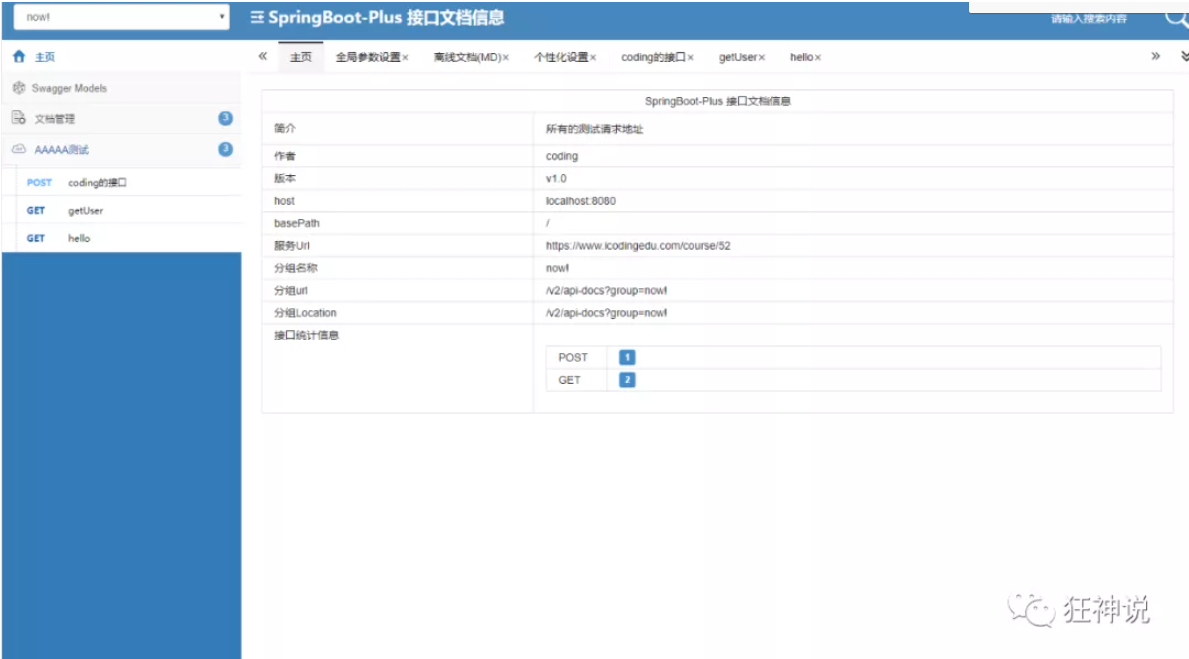 now!
SpringBoot-Plus 接口文档信息
请输入搜索内容
主页
Swagger Models
文档管理 3
AAAAA测试 3
POST coding的接口
GET getUser
GET hello
主页 全局参数设置× 离线文档(MD)× 个性化设置× coding的接口× getUser× hello×
SpringBoot-Plus 接口文档信息
简介 所有的测试请求地址
作者 coding
版本 v1.0
host localhost:8080
basePath /
服务Url https://www.icodingedu.com/course/52
分组名称 now!
分组url /v2/api-docs?group=now!
分组Location /v2/api-docs?group=now!
接口统计信息
POST 1
GET 2
狂神说